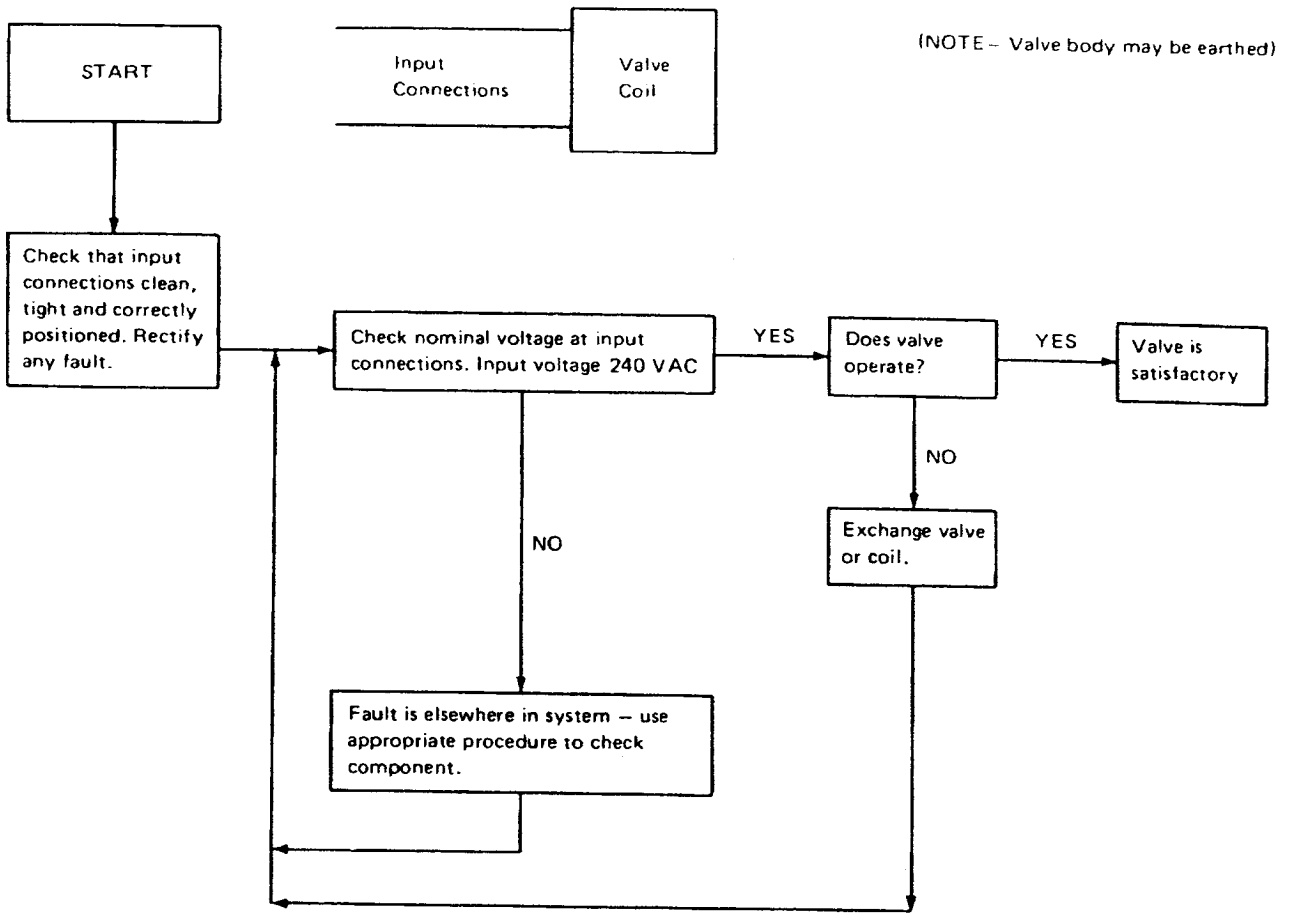 START
Input
Connections
Valve
Coil
(NOTE – Valve body may be earthed)
Check that input
connections clean,
tight and correctly
positioned. Rectify
any fault.
Check nominal voltage at input
connections. Input voltage 240 VAC
YES
Does valve
operate?
YES
Valve is
satisfactory
NO
NO
Exchange valve
or coil.
Fault is elsewhere in system – use
appropriate procedure to check
component.